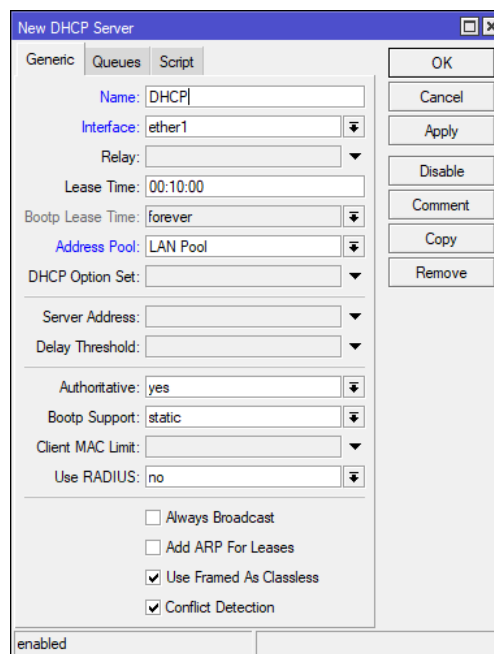 New DHCP Server
Generic Queues Script
OK
Cancel
Apply
Disable
Comment
Copy
Remove
Name: DHCP
Interface: ether1
Relay:
Lease Time: 00:10:00
Bootp Lease Time: forever
Address Pool: LAN Pool
DHCP Option Set:
Server Address:
Delay Threshold:
Authoritative: yes
Bootp Support: static
Client MAC Limit:
Use RADIUS: no
Always Broadcast
Add ARP For Leases
Use Framed As Classless
Conflict Detection
enabled